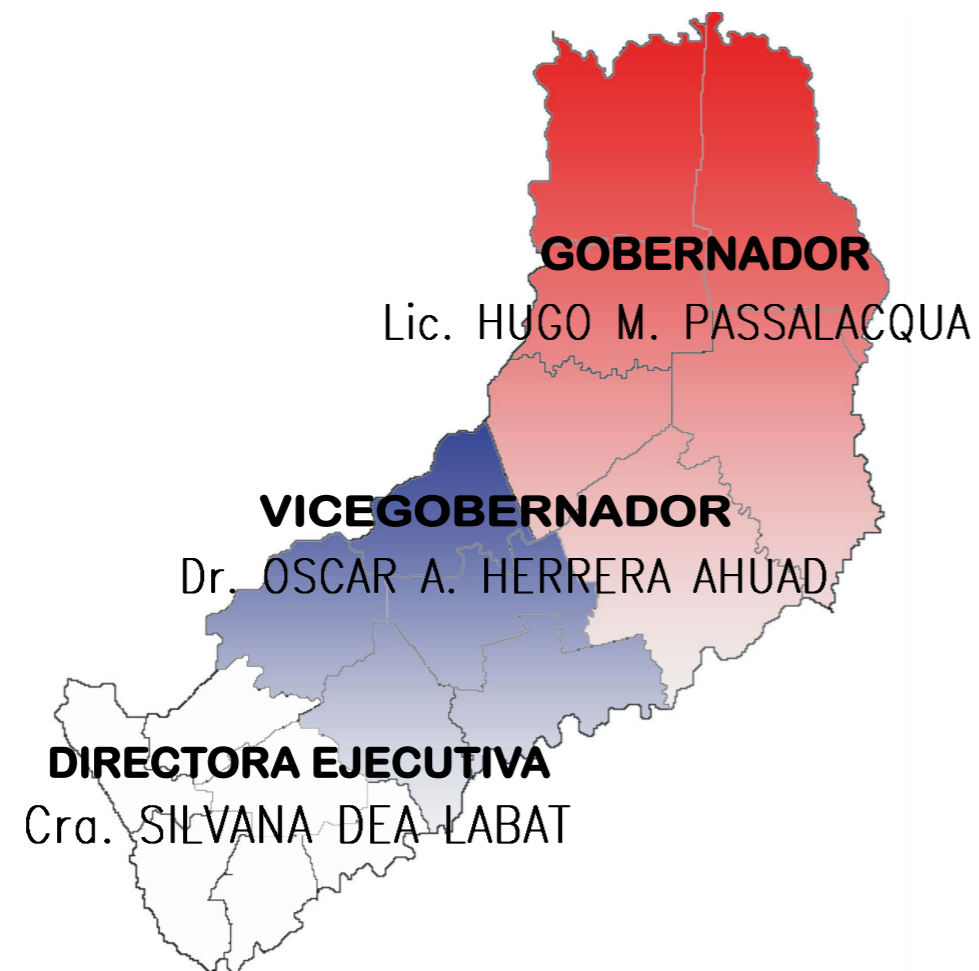 GOBERNADOR
Lic. HUGO M. PASSALACQUA
VICEGOBERNADOR
Dr. OSCAR A. HERRERA AHUAD
DIRECTORA EJECUTIVA
Cra. SILVANA DEA LABAT